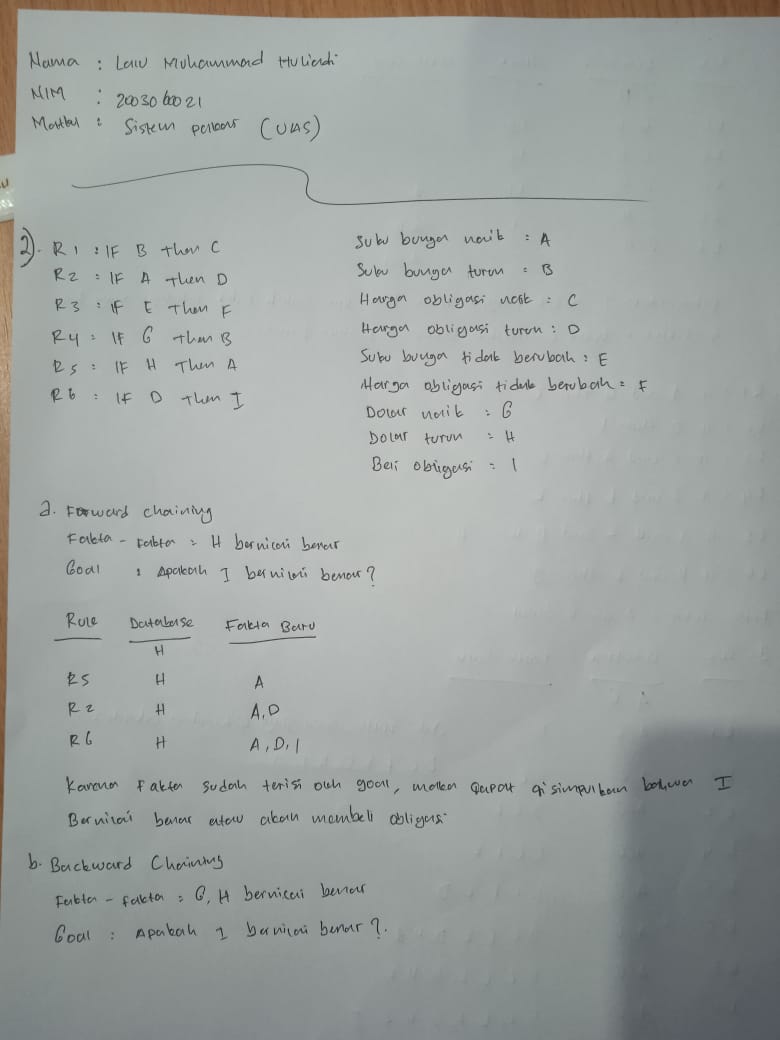 Nama : Lalu Muhammad Huliadi
NIM : 2003060021
Matkul : Sistem pakar (UAS)
2). R1 : IF B then C
R2 : IF A then D
R3 : IF E then F
R4 : IF G then B
R5 : IF H Then A
R6 : IF D then I
Suku bunga naik : A
Suku bunga turun : B
Harga obligasi naik : C
Harga obligasi turun : D
Suku bunga tidak berubah : E
Harga obligasi tidak berubah : F
Dolar naik : G
Dolar turun : H
Beli obligasi : I
a. Forward chaining
Fakta - Fakta : H bernilai benar
Goal : Apakah I bernilai benar?
Rule Database Fakta Baru
H
R5 H A
R2 H A, D
R6 H A, D, I
Karena Fakta sudah terisi oleh goal, maka dapat disimpulkan bahwa I
Bernilai benar atau akan membeli obligasi
b. Backward Chaining
Fakta - fakta : G, H bernilai benar
Goal : Apakah I bernilai benar?.